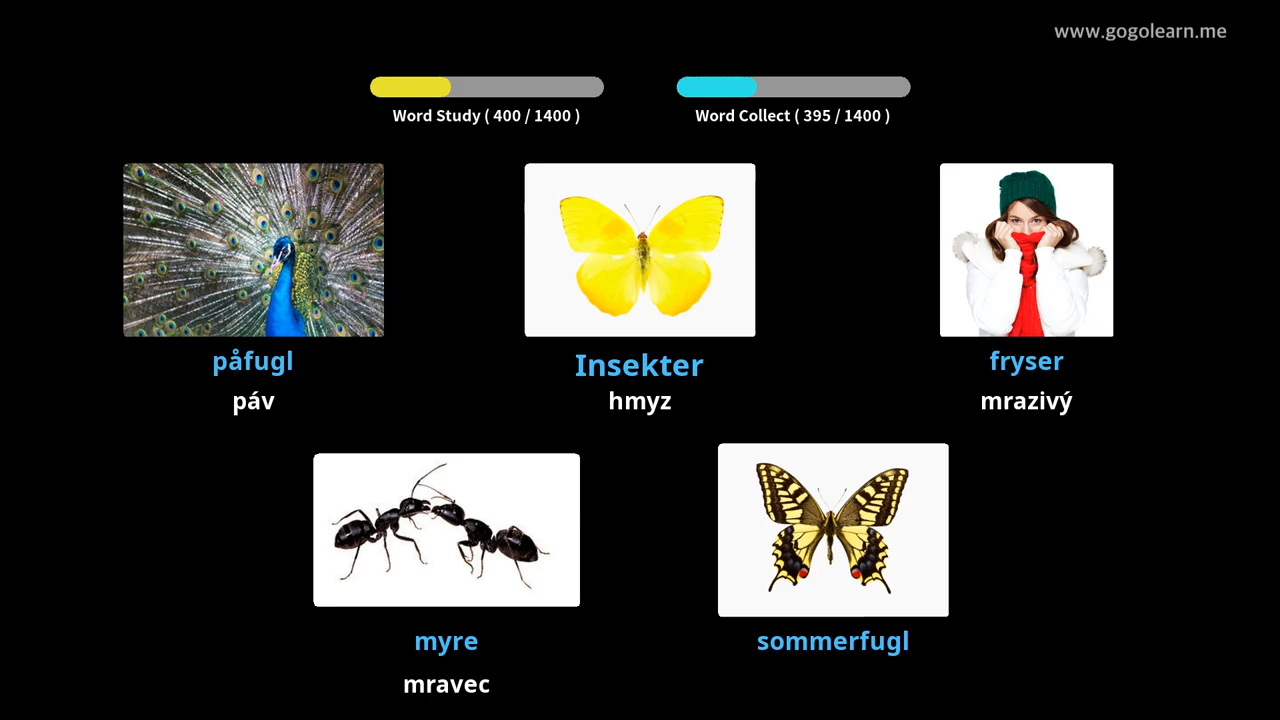 www.gogolearn.me
Word Study ( 400 / 1400 )
Word Collect ( 395 / 1400 )
påfugl
Insekter
fryser
páv
hmyz
mrazivý
myre
sommerfugl
mravec